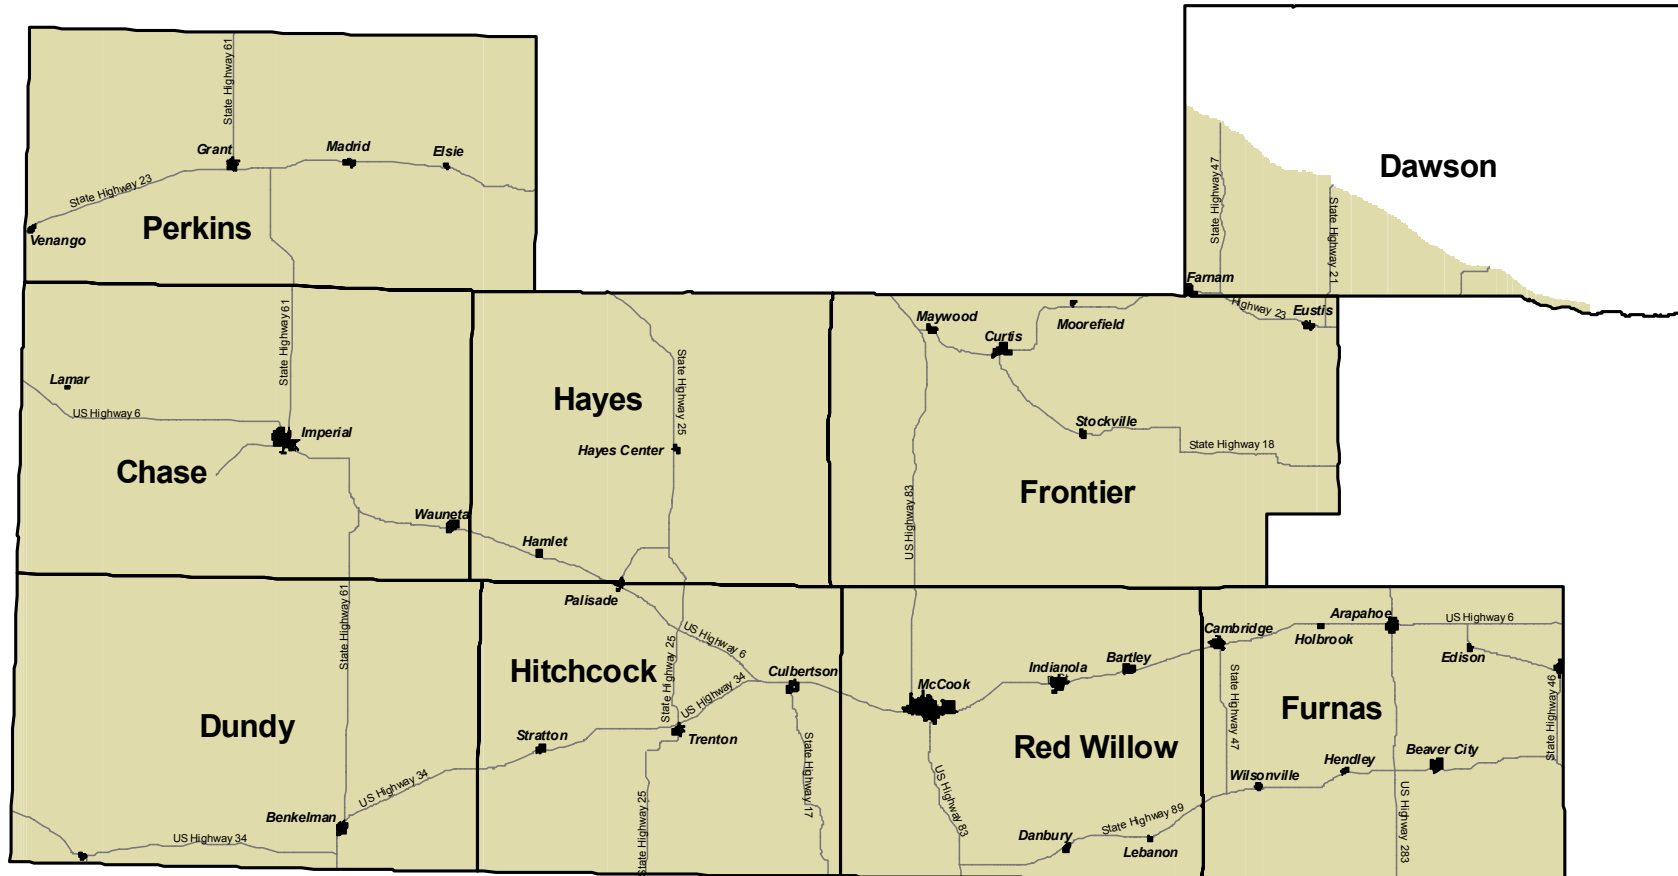 State Highway 61
Grant
Madrid
Elsie
State Highway 23
Venango
Perkins
State Highway 47
State Highway 21
Dawson
Farnam
Highway 23
Eustis
State Highway 61
Lamar
US Highway 6
Imperial
Chase
Wauneta
Hayes
State Highway 25
Hayes Center
Hamlet
Palisade
Maywood
Curtis
Moorefield
Stockville
State Highway 18
US Highway 83
Frontier
State Highway 61
Dundy
Benkelman
US Highway 34
US Highway 34
Hitchcock
State Highway 25
US Highway 6
US Highway 34
Culbertson
Stratton
Trenton
State Highway 17
State Highway 25
McCook
Indianola
Bartley
Red Willow
US Highway 83
Danbury
State Highway 89
Lebanon
Cambridge
Holbrook
Arapahoe
US Highway 6
Edison
State Highway 47
Furnas
State Highway 46
Wilsonville
Hendley
Beaver City
US Highway 283